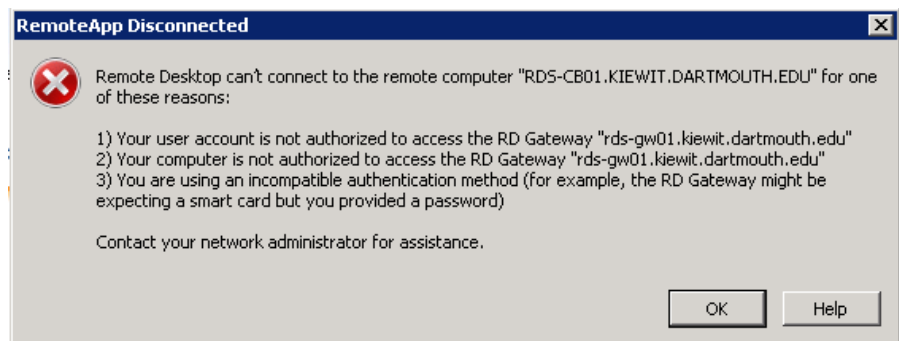 RemoteApp Disconnected
Remote Desktop can't connect to the remote computer "RDS-CB01.KIEWIT.DARTMOUTH.EDU" for one
of these reasons:
1) Your user account is not authorized to access the RD Gateway "rds-gw01.kiewit.dartmouth.edu"
2) Your computer is not authorized to access the RD Gateway "rds-gw01.kiewit.dartmouth.edu"
3) You are using an incompatible authentication method (for example, the RD Gateway might be
expecting a smart card but you provided a password)
Contact your network administrator for assistance.
OK
Help